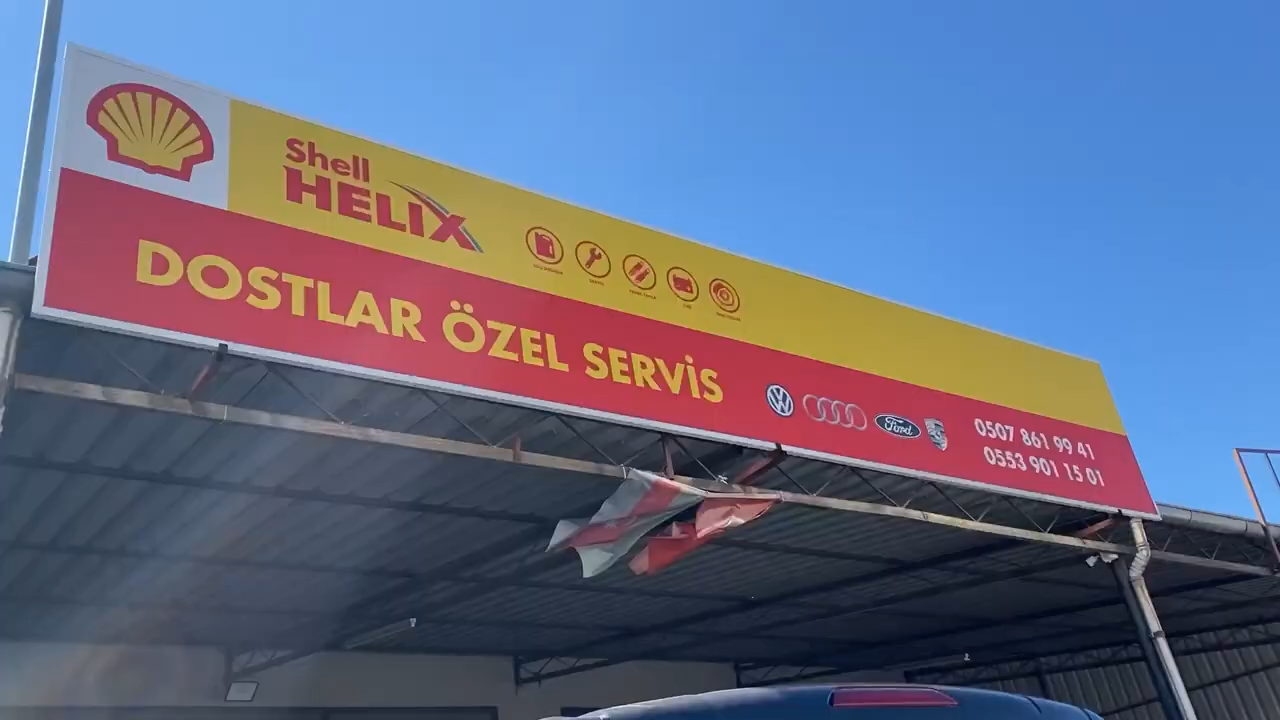 Shell
HELIX
DOSTLAR ÖZEL SERVİS
Ford
0507 861 99 41
0553 901 15 01